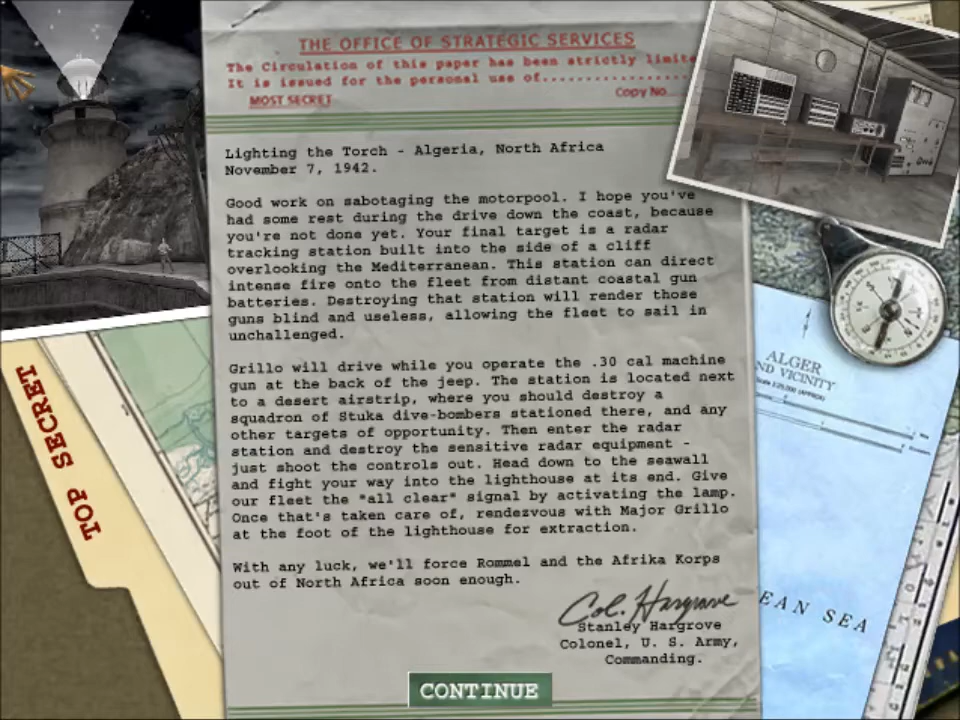 THE OFFICE OF STRATEGIC SERVICES
The Circulation of this paper has been strictly limite
It is issued for the personal use of....................
MOST SECRET
Copy No....
Lighting the Torch - Algeria, North Africa
November 7, 1942.
Good work on sabotaging the motorpool. I hope you've
had some rest during the drive down the coast, because
you're not done yet. Your final target is a radar
tracking station built into the side of a cliff
overlooking the Mediterranean. This station can direct
intense fire onto the fleet from distant coastal gun
batteries. Destroying that station will render those
guns blind and useless, allowing the fleet to sail in
unchallenged.
Grillo will drive while you operate the .30 cal machine
gun at the back of the jeep. The station is located next
to a desert airstrip, where you should destroy a
squadron of Stuka dive-bombers stationed there, and any
other targets of opportunity. Then enter the radar
station and destroy the sensitive radar equipment -
just shoot the controls out. Head down to the seawall
and fight your way into the lighthouse at its end. Give
our fleet the "all clear" signal by activating the lamp.
Once that's taken care of, rendezvous with Major Grillo
at the foot of the lighthouse for extraction.
With any luck, we'll force Rommel and the Afrika Korps
out of North Africa soon enough.
Col. Hargrove
Stanley Hargrove
Colonel, U. S. Army,
Commanding.
CONTINUE
TOP SECRET
ALGER
ND VICINITY
EAN SEA